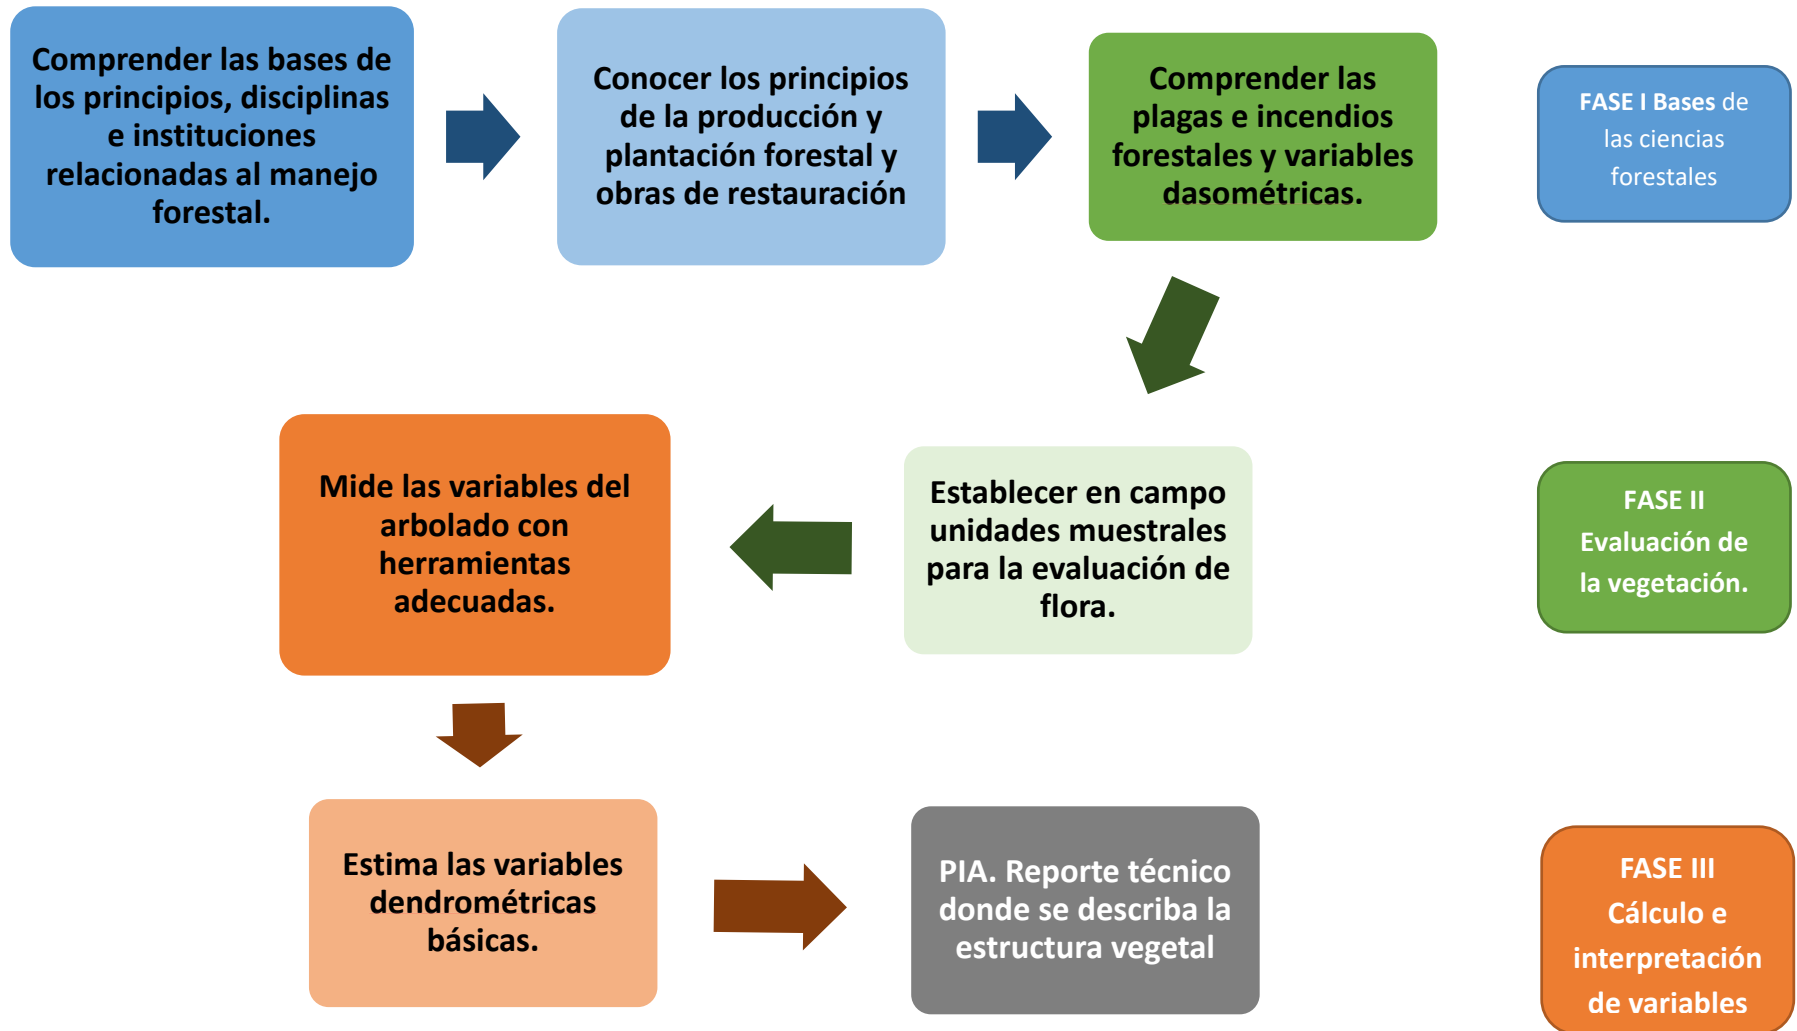 Comprender las bases de
los principios, disciplinas
e instituciones
relacionadas al manejo
forestal.
Conocer los principios
de la producción y
plantación forestal y
obras de restauración
Comprender las
plagas e incendios
forestales y variables
dasométricas.
FASE I Bases de
las ciencias
forestales
Mide las variables del
arbolado con
herramientas
adecuadas.
Establecer en campo
unidades muestrales
para la evaluación de
flora.
FASE II
Evaluación de
la vegetación.
Estima las variables
dendrométricas
básicas.
PIA. Reporte técnico
donde se describa la
estructura vegetal
FASE III
Cálculo e
interpretación
de variables